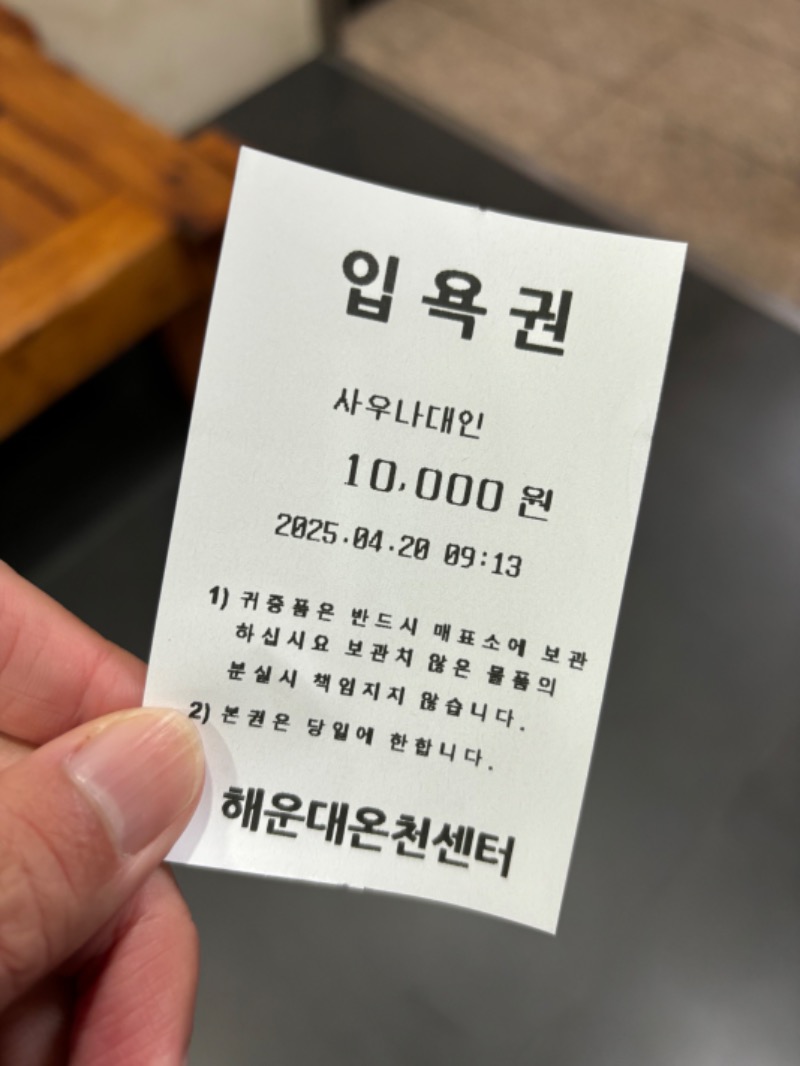 입욕권
사우나대인
10,000 원
2025.04.20 09:13
1) 귀중품은 반드시 매표소에 보관
하십시요 보관치 않은 물품의
분실시 책임지지 않습니다.
2) 본권은 당일에 한합니다.
해운대온천센터